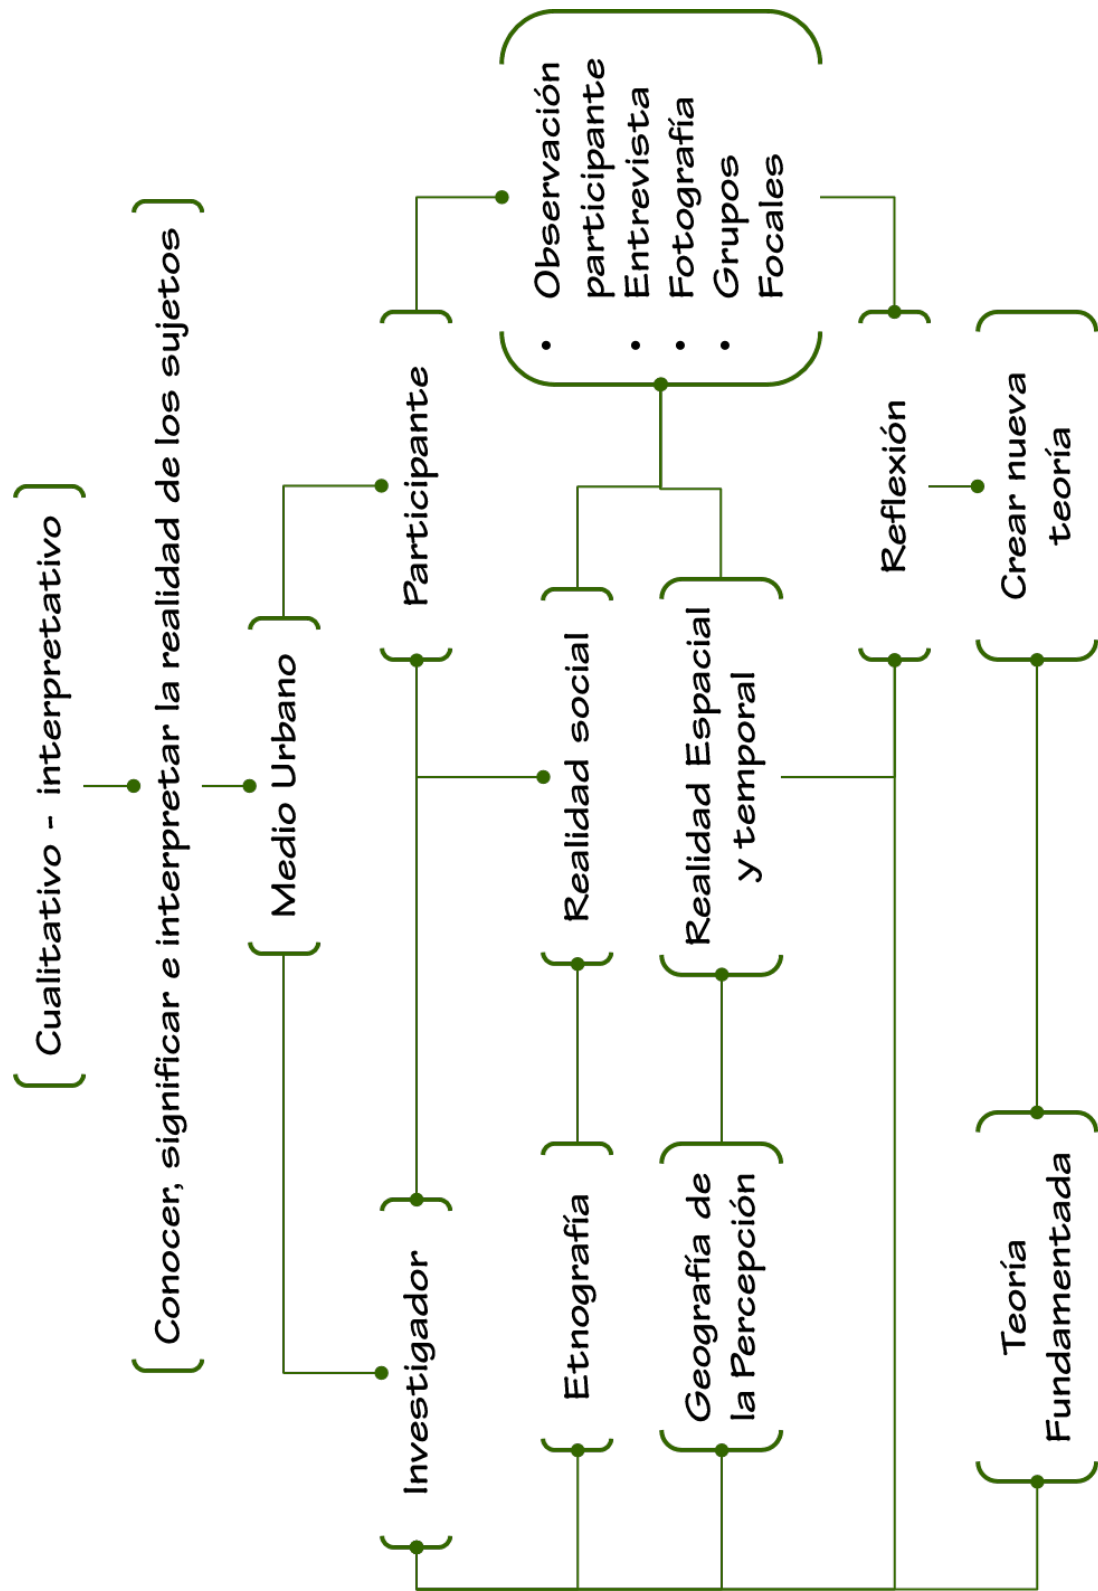 Cualitativo - interpretativo
Conocer, significar e interpretar la realidad de los sujetos
Medio Urbano
Investigador
Participante
• Observación
participante
• Entrevista
• Fotografía
• Grupos
Focales
Etnografía
Realidad social
Geografía de
la Percepción
Realidad Espacial
y temporal
Reflexión
Teoría
Fundamentada
Crear nueva
teoría